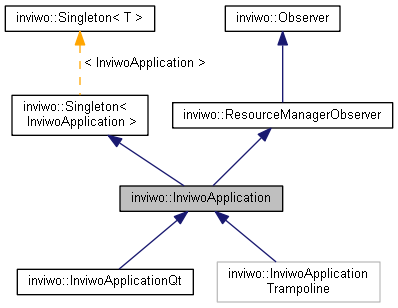 inviwo::Singleton< T >
inviwo::Observer
< InviwoApplication >
inviwo::Singleton<
InviwoApplication >
inviwo::ResourceManagerObserver
inviwo::InviwoApplication
inviwo::InviwoApplicationQt
inviwo::InviwoApplication
Trampoline